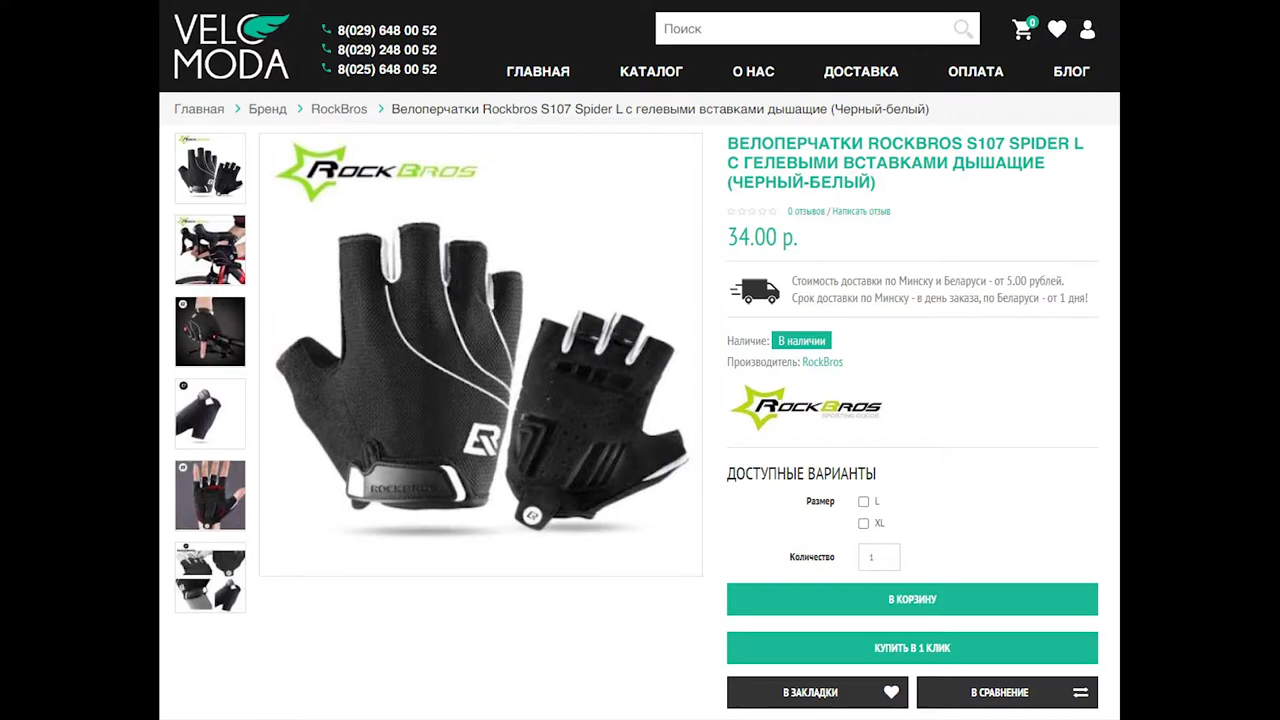 VELO
MODA
8(029) 648 00 52
8(029) 248 00 52
8(025) 648 00 52
Поиск
0
ГЛАВНАЯ КАТАЛОГ О НАС ДОСТАВКА ОПЛАТА БЛОГ
Главная > Бренд > RockBros > Велоперчатки Rockbros S107 Spider L с гелевыми вставками дышащие (Черный-белый)
ROCKBROS
ROCKBROS
ВЕЛОПЕРЧАТКИ ROCKBROS S107 SPIDER L
С ГЕЛЕВЫМИ ВСТАВКАМИ ДЫШАЩИЕ
(ЧЕРНЫЙ-БЕЛЫЙ)
0 отзывов / Написать отзыв
34.00 р.
Стоимость доставки по Минску и Беларуси - от 5.00 рублей.
Срок доставки по Минску - в день заказа, по Беларуси - от 1 дня!
Наличие: В наличии
Производитель: RockBros
ROCKBROS
SPORTING GOODS
ДОСТУПНЫЕ ВАРИАНТЫ
Размер L
XL
Количество 1
В КОРЗИНУ
КУПИТЬ В 1 КЛИК
В ЗАКЛАДКИ В СРАВНЕНИЕ